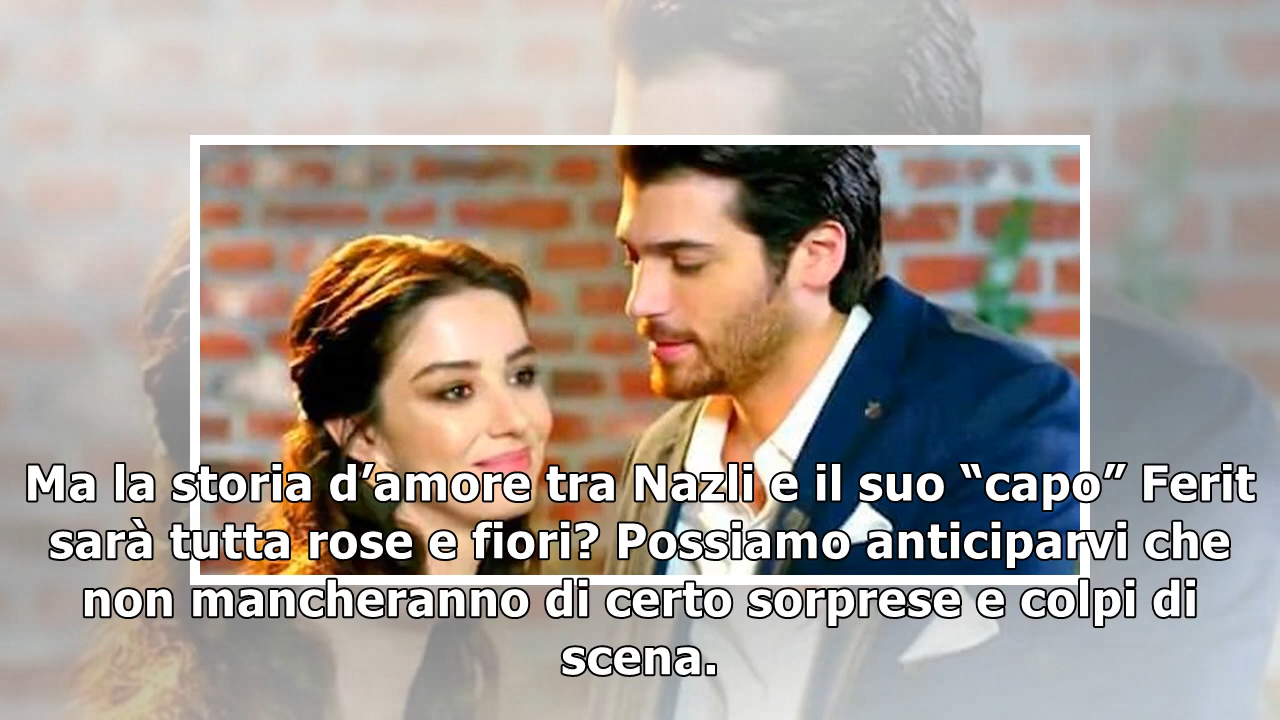 Ma la storia d’amore tra Nazli e il suo “capo” Ferit
sarà tutta rose e fiori? Possiamo anticiparvi che
non mancheranno di certo sorprese e colpi di
scena.